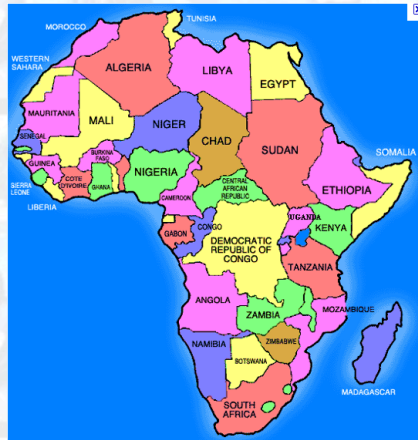 TUNISIA
MOROCCO
ALGERIA
WESTERN
SAHARA
LIBYA
EGYPT
MAURITANIA
MALI
NIGER
CHAD
SUDAN
SENEGAL
BURKINA
FASO
SOMALIA
GUINEA
NIGERIA
SIERRA
LEONE
COTE
D'IVOIRE
GHANA
CENTRAL
AFRICAN
REPUBLIC
ETHIOPIA
LIBERIA
CAMEROON
UGANDA
KENYA
GABON
CONGO
DEMOCRATIC
REPUBLIC OF
CONGO
TANZANIA
ANGOLA
ZAMBIA
MOZAMBIQUE
NAMIBIA
ZIMBABWE
BOTSWANA
MADAGASCAR
SOUTH
AFRICA